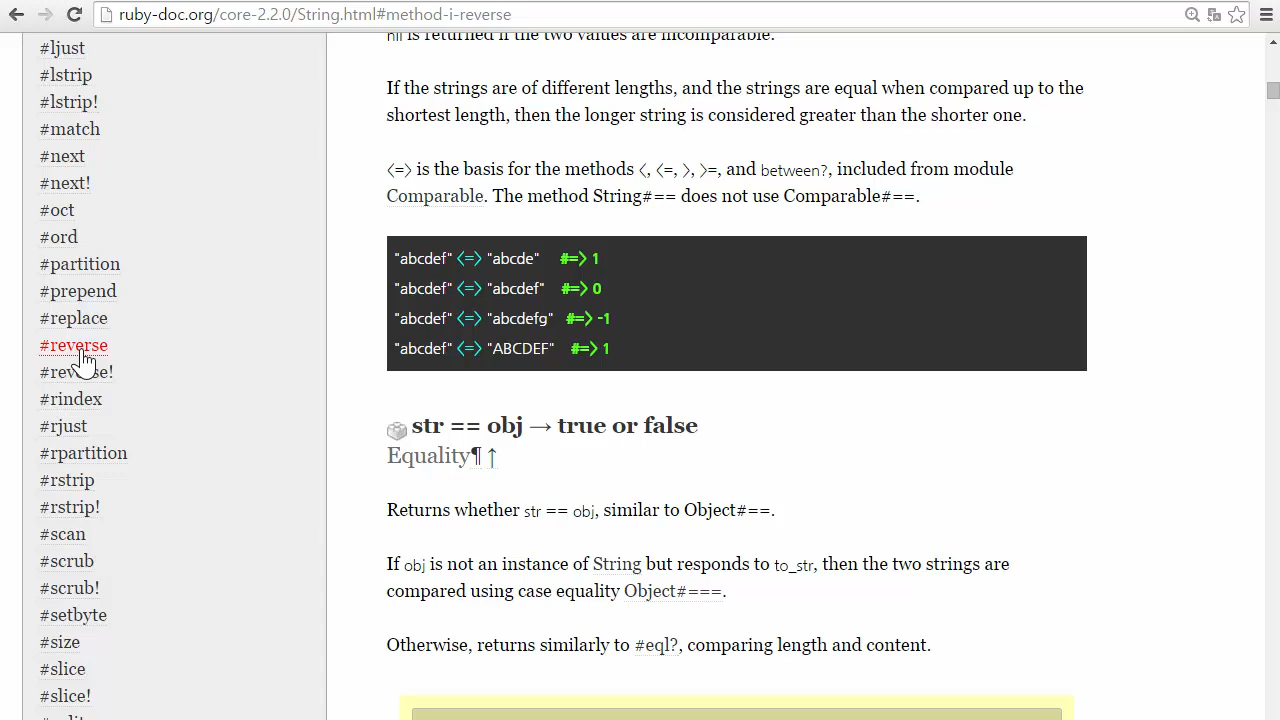 ruby-doc.org/core-2.2.0/String.html#method-i-reverse
#ljust
#lstrip
#lstrip!
#match
#next
#next!
#oct
#ord
#partition
#prepend
#replace
#reverse
#reverse!
#rindex
#rjust
#rpartition
#rstrip
#rstrip!
#scan
#scrub
#scrub!
#setbyte
#size
#slice
#slice!
nil is returned if the two values are incomparable.
If the strings are of different lengths, and the strings are equal when compared up to the
shortest length, then the longer string is considered greater than the shorter one.
<=> is the basis for the methods <, <=, >, >=, and between?, included from module
Comparable. The method String#== does not use Comparable#==.
"abcdef" <=> "abcde" #=> 1
"abcdef" <=> "abcdef" #=> 0
"abcdef" <=> "abcdefg" #=> -1
"abcdef" <=> "ABCDEF" #=> 1
str == obj → true or false
Equality¶ ↑
Returns whether str == obj, similar to Object#==.
If obj is not an instance of String but responds to to_str, then the two strings are
compared using case equality Object#===.
Otherwise, returns similarly to #eql?, comparing length and content.